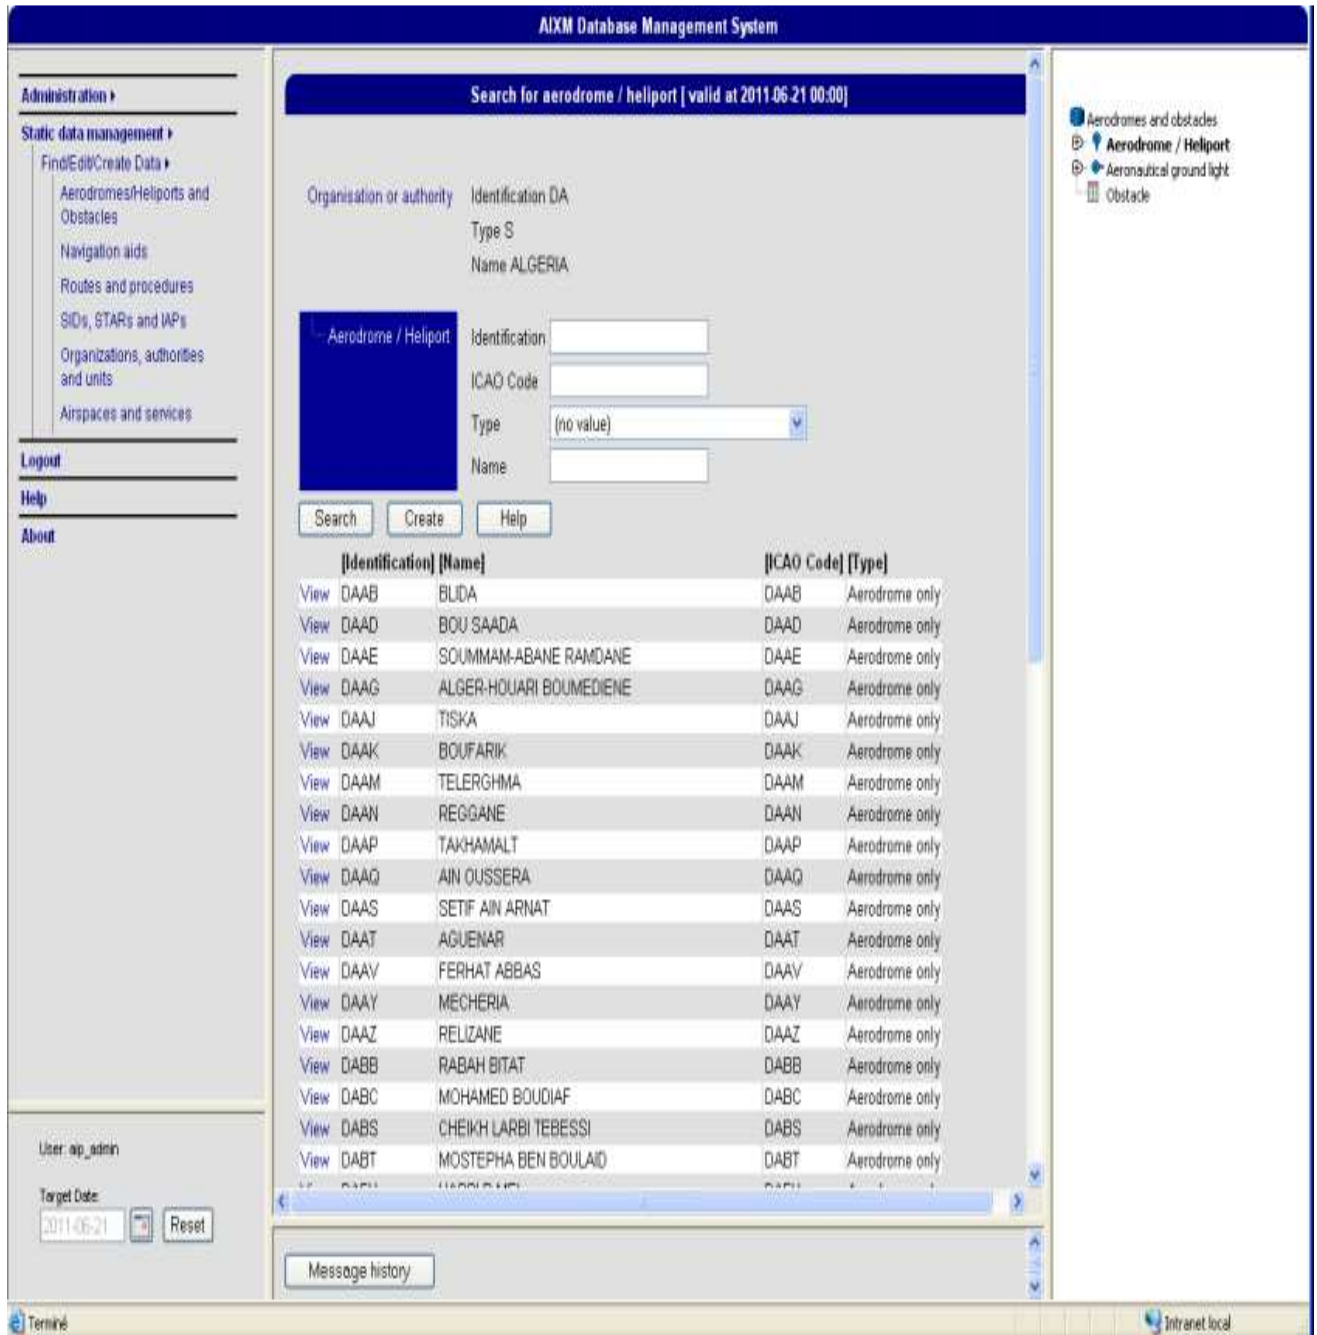 AIXM Database Management System
Administration
Static data management
Find/Edit/Create Data
Aerodromes/Heliports and
Obstacles
Navigation aids
Routes and procedures
SIDs, STARs and IAPs
Organizations, authorities
and units
Airspaces and services
Logout
Help
About
User: aip_admin
Target Date:
2011-06-21 Reset
Search for aerodrome / heliport [ valid at 2011-06-21 00:00]
Organisation or authority Identification DA
Type S
Name ALGERIA
Aerodrome / Heliport Identification
ICAO Code
Type (no value)
Name
Search Create Help
[Identification] [Name] [ICAO Code] [Type]
View DAAB BLIDA DAAB Aerodrome only
View DAAD BOU SAADA DAAD Aerodrome only
View DAAE SOUMMAM-ABANE RAMDANE DAAE Aerodrome only
View DAAG ALGER-HOUARI BOUMEDIENE DAAG Aerodrome only
View DAAJ TISKA DAAJ Aerodrome only
View DAAK BOUFARIK DAAK Aerodrome only
View DAAM TELERGHMA DAAM Aerodrome only
View DAAN REGGANE DAAN Aerodrome only
View DAAP TAKHAMALT DAAP Aerodrome only
View DAAQ AIN OUSSERA DAAQ Aerodrome only
View DAAS SETIF AIN ARNAT DAAS Aerodrome only
View DAAT AGUENAR DAAT Aerodrome only
View DAAV FERHAT ABBAS DAAV Aerodrome only
View DAAY MECHERIA DAAY Aerodrome only
View DAAZ RELIZANE DAAZ Aerodrome only
View DABB RABAH BITAT DABB Aerodrome only
View DABC MOHAMED BOUDIAF DABC Aerodrome only
View DABS CHEIKH LARBI TEBESSI DABS Aerodrome only
View DABT MOSTEPHA BEN BOULAID DABT Aerodrome only
Message history
Aerodromes and obstacles
Aerodrome / Heliport
Aeronautical ground light
Obstacle
Terminé
Intranet local